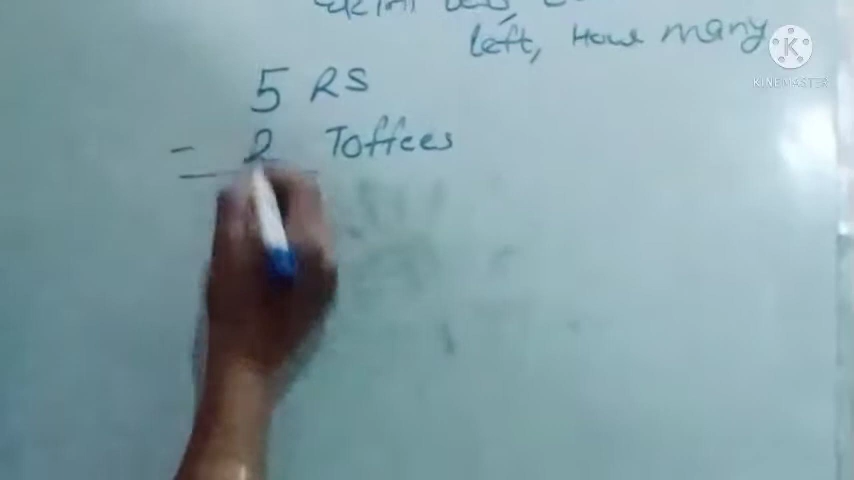 left, How many
5 RS
- 2 Toffees
K
KINEMASTER